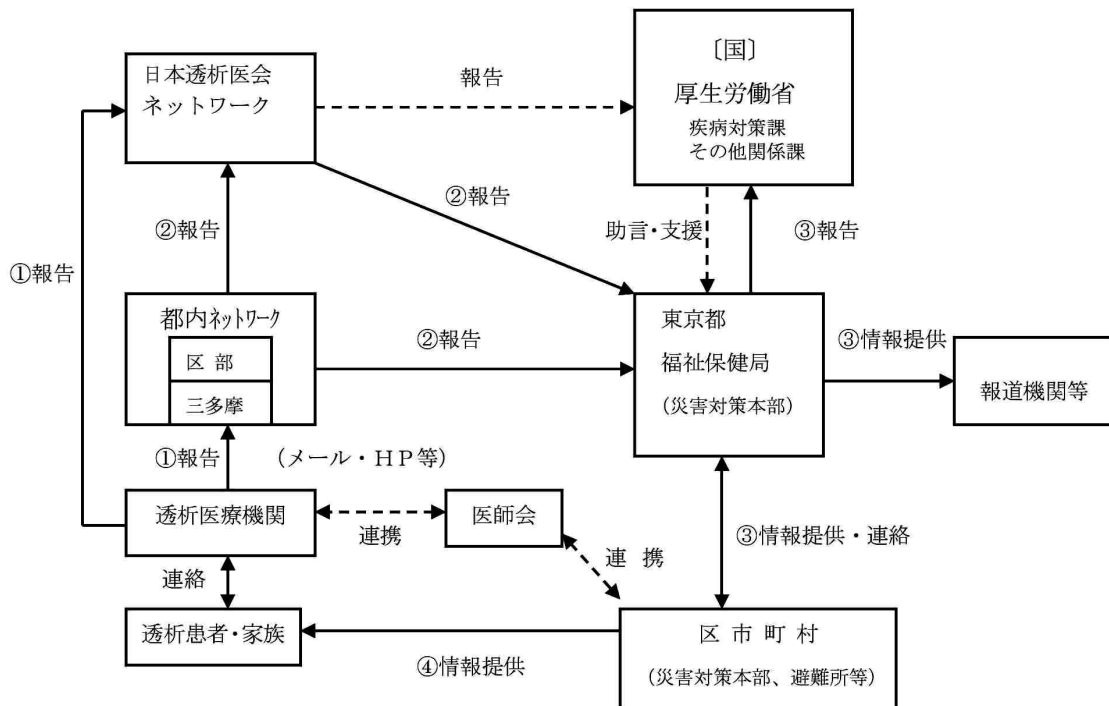 日本透析医会
ネットワーク
報告
〔国〕
厚生労働省
疾病対策課
その他関係課
②報告
②報告
助言・支援
③報告
①報告
都内ネットワーク
区 部
三多摩
②報告
東京都
福祉保健局
（災害対策本部）
③情報提供
報道機関等
①報告
（メール・ＨＰ等）
透析医療機関
連携
医師会
連 携
③情報提供・連絡
連絡
透析患者・家族
④情報提供
区 市 町 村
（災害対策本部、避難所等）